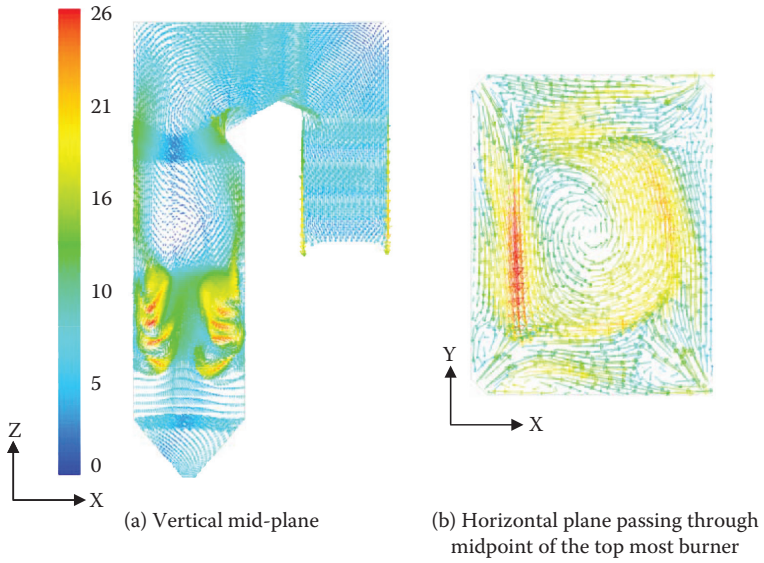 26
21
16
10
5
0
Z
X
Y
X
(a) Vertical mid-plane
(b) Horizontal plane passing through
midpoint of the top most burner